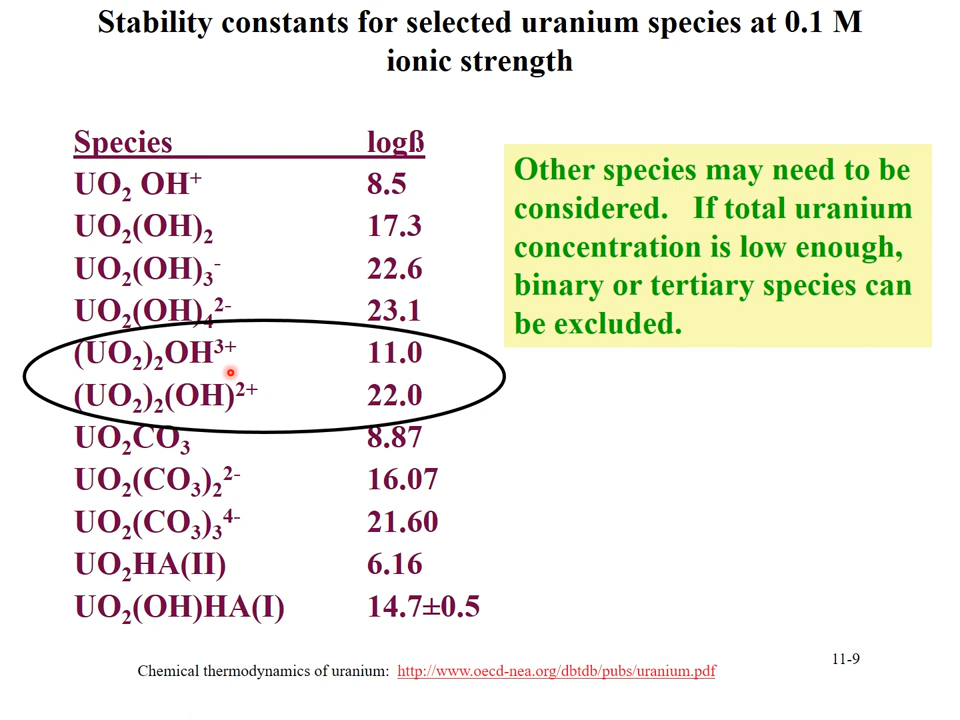 Stability constants for selected uranium species at 0.1 M
ionic strength
Species logß
UO₂ OH⁺ 8.5
UO₂(OH)₂ 17.3
UO₂(OH)₃⁻ 22.6
UO₂(OH)₄²⁻ 23.1
(UO₂)₂OH³⁺ 11.0
(UO₂)₂(OH)²⁺ 22.0
UO₂CO₃ 8.87
UO₂(CO₃)₂²⁻ 16.07
UO₂(CO₃)₃⁴⁻ 21.60
UO₂HA(II) 6.16
UO₂(OH)HA(I) 14.7±0.5
Other species may need to be
considered. If total uranium
concentration is low enough,
binary or tertiary species can
be excluded.
Chemical thermodynamics of uranium: http://www.oecd-nea.org/dbtdb/pubs/uranium.pdf
11-9